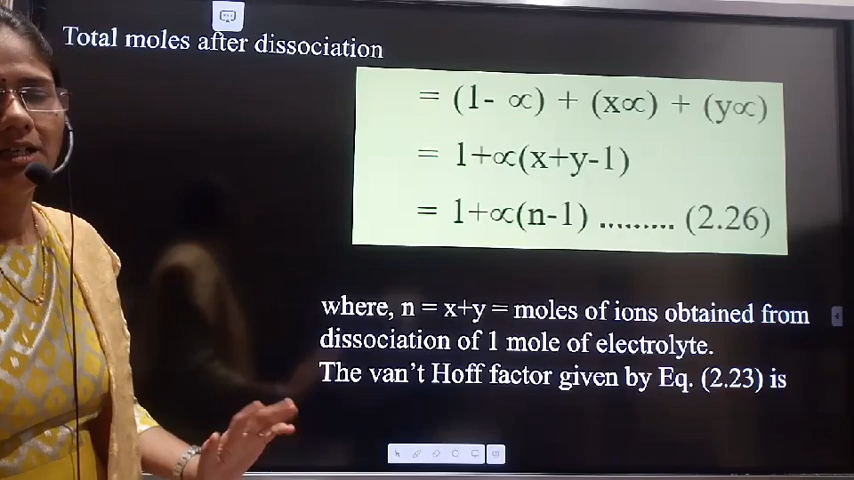 Total moles after dissociation
= (1- ∝) + (x∝) + (y∝)
= 1+∝(x+y-1)
= 1+∝(n-1) ......... (2.26)
where, n = x+y = moles of ions obtained from
dissociation of 1 mole of electrolyte.
The van't Hoff factor given by Eq. (2.23) is